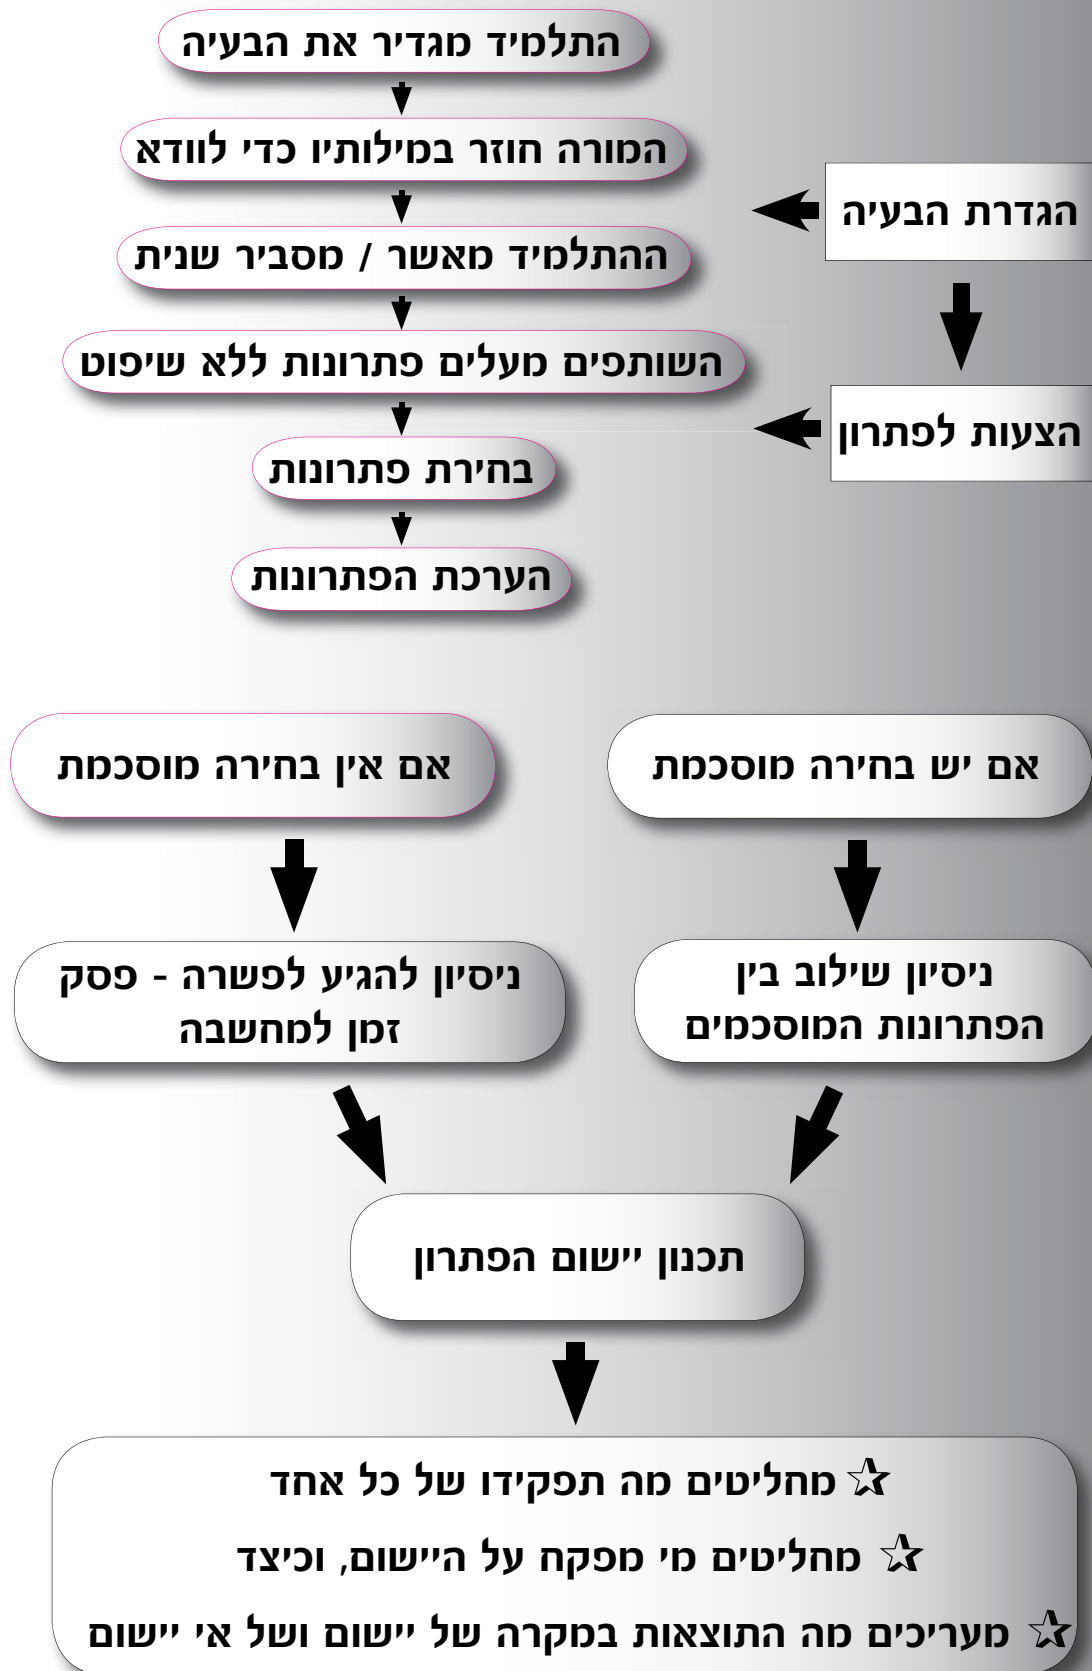 התלמיד מגדיר את הבעיה
המורה חוזר במילותיו כדי לוודא
הגדרת הבעיה
ההתלמיד מאשר / מסביר שנית
השותפים מעלים פתרונות ללא שיפוט
הצעות לפתרון
בחירת פתרונות
הערכת הפתרונות
אם יש בחירה מוסכמת
אם אין בחירה מוסכמת
ניסיון שילוב בין
הפתרונות המוסכמים
ניסיון להגיע לפשרה - פסק
זמן למחשבה
תכנון יישום הפתרון
מחליטים מה תפקידו של כל אחד
מחליטים מי מפקח על היישום, וכיצד
מעריכים מה התוצאות במקרה של יישום ושל אי יישום